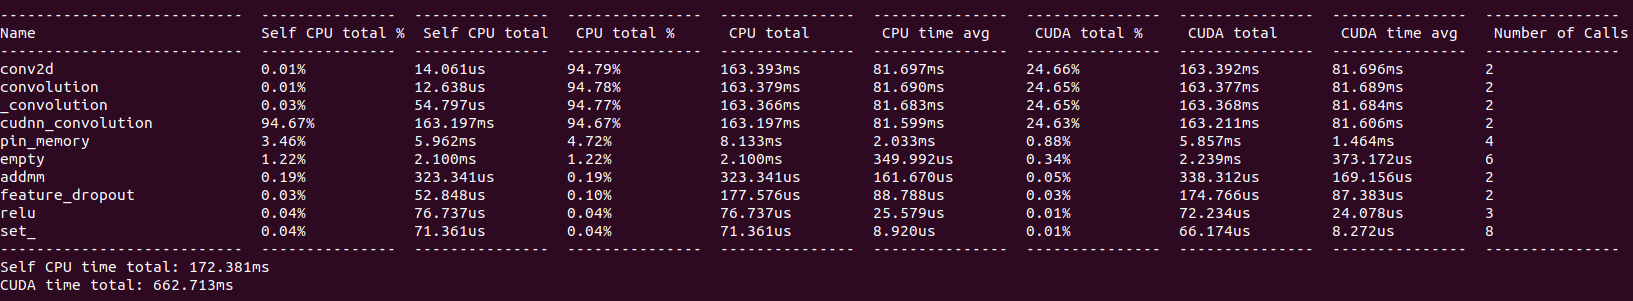 ---------------------------  ---------------  ---------------  ---------------  ---------------  ---------------  ---------------  ---------------  ---------------  ---------------
Name                         Self CPU total %  Self CPU total   CPU total %      CPU total        CPU time avg     CUDA total %     CUDA total       CUDA time avg    Number of Calls
---------------------------  ---------------  ---------------  ---------------  ---------------  ---------------  ---------------  ---------------  ---------------  ---------------
conv2d                       0.01%            14.061us         94.79%           163.393ms        81.697ms         24.66%           163.392ms        81.696ms         2
convolution                  0.01%            12.638us         94.78%           163.379ms        81.690ms         24.65%           163.377ms        81.689ms         2
_convolution                 0.03%            54.797us         94.77%           163.366ms        81.683ms         24.65%           163.368ms        81.684ms         2
cudnn_convolution            94.67%           163.197ms        94.67%           163.197ms        81.599ms         24.63%           163.211ms        81.606ms         2
pin_memory                   3.46%            5.962ms          4.72%            8.133ms          2.033ms          0.88%            5.857ms          1.464ms          4
empty                        1.22%            2.100ms          1.22%            2.100ms          349.992us        0.34%            2.239ms          373.172us        6
addmm                        0.19%            323.341us        0.19%            323.341us        161.670us        0.05%            338.312us        169.156us        2
feature_dropout              0.03%            52.848us         0.10%            177.576us        88.788us         0.03%            174.766us        87.383us         2
relu                         0.04%            76.737us         0.04%            76.737us         25.579us         0.01%            72.234us         24.078us         3
set_                         0.04%            71.361us         0.04%            71.361us         8.920us          0.01%            66.174us         8.272us          8
---------------------------  ---------------  ---------------  ---------------  ---------------  ---------------  ---------------  ---------------  ---------------  ---------------
Self CPU time total: 172.381ms
CUDA time total: 662.713ms